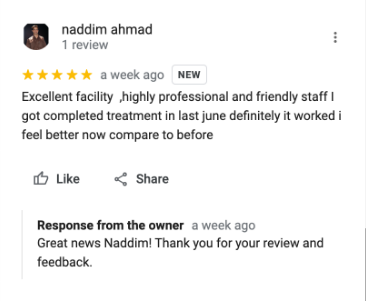 naddim ahmad
1 review
★★★★★ a week ago NEW
Excellent facility ,highly professional and friendly staff I
got completed treatment in last june definitely it worked i
feel better now compare to before
Like Share
Response from the owner a week ago
Great news Naddim! Thank you for your review and
feedback.